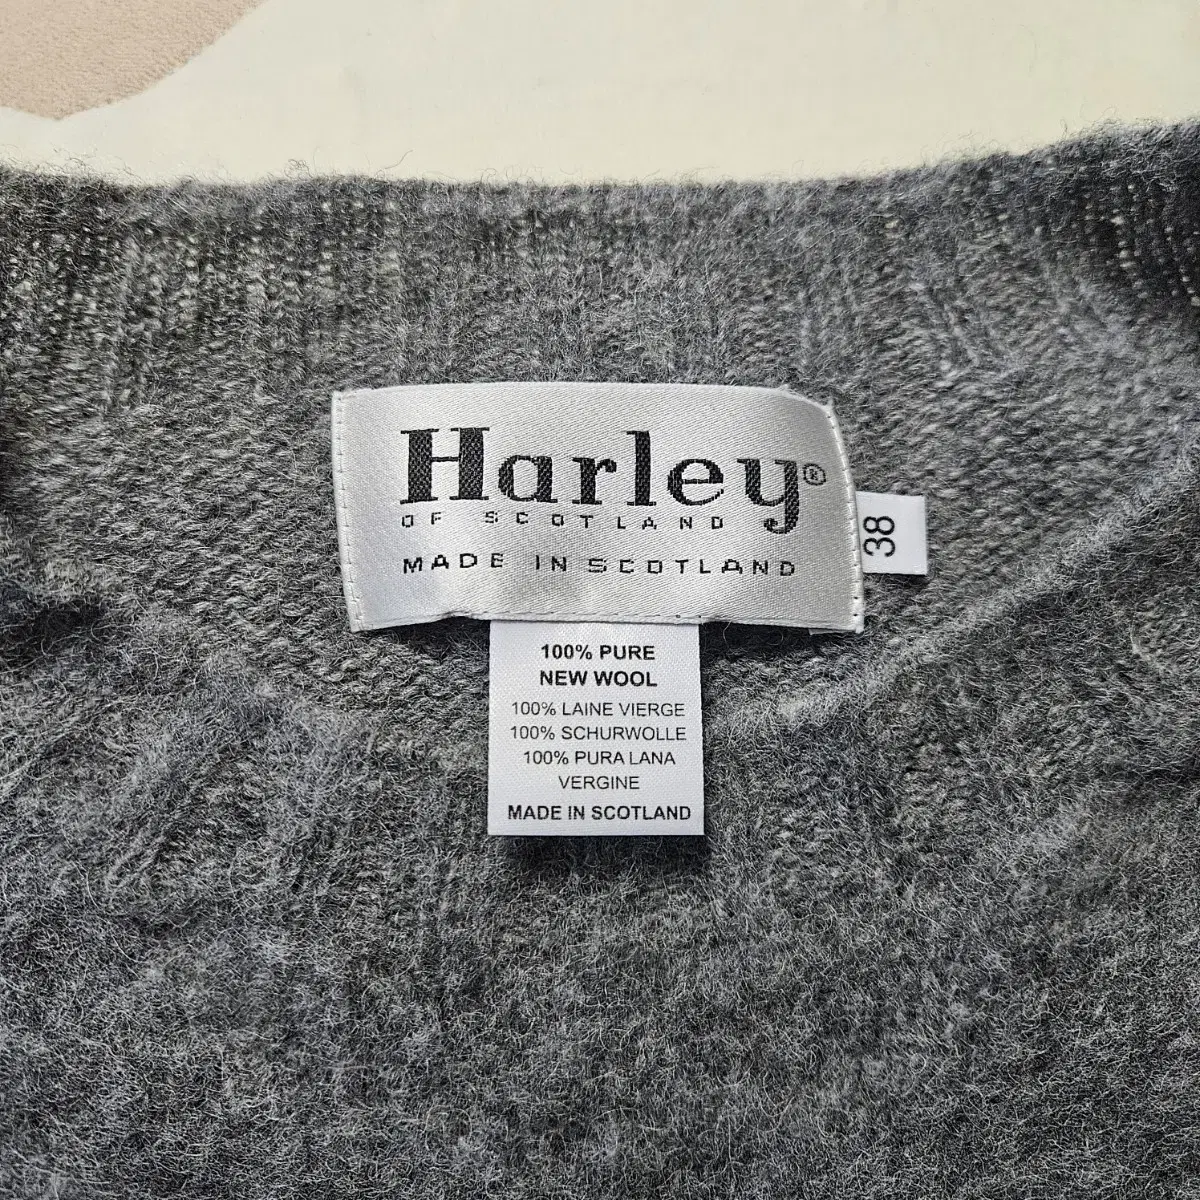 Harley®
OF SCOTLAND
MADE IN SCOTLAND
38
100% PURE
NEW WOOL
100% LAINE VIERGE
100% SCHURWOLLE
100% PURA LANA
VERGINE
MADE IN SCOTLAND